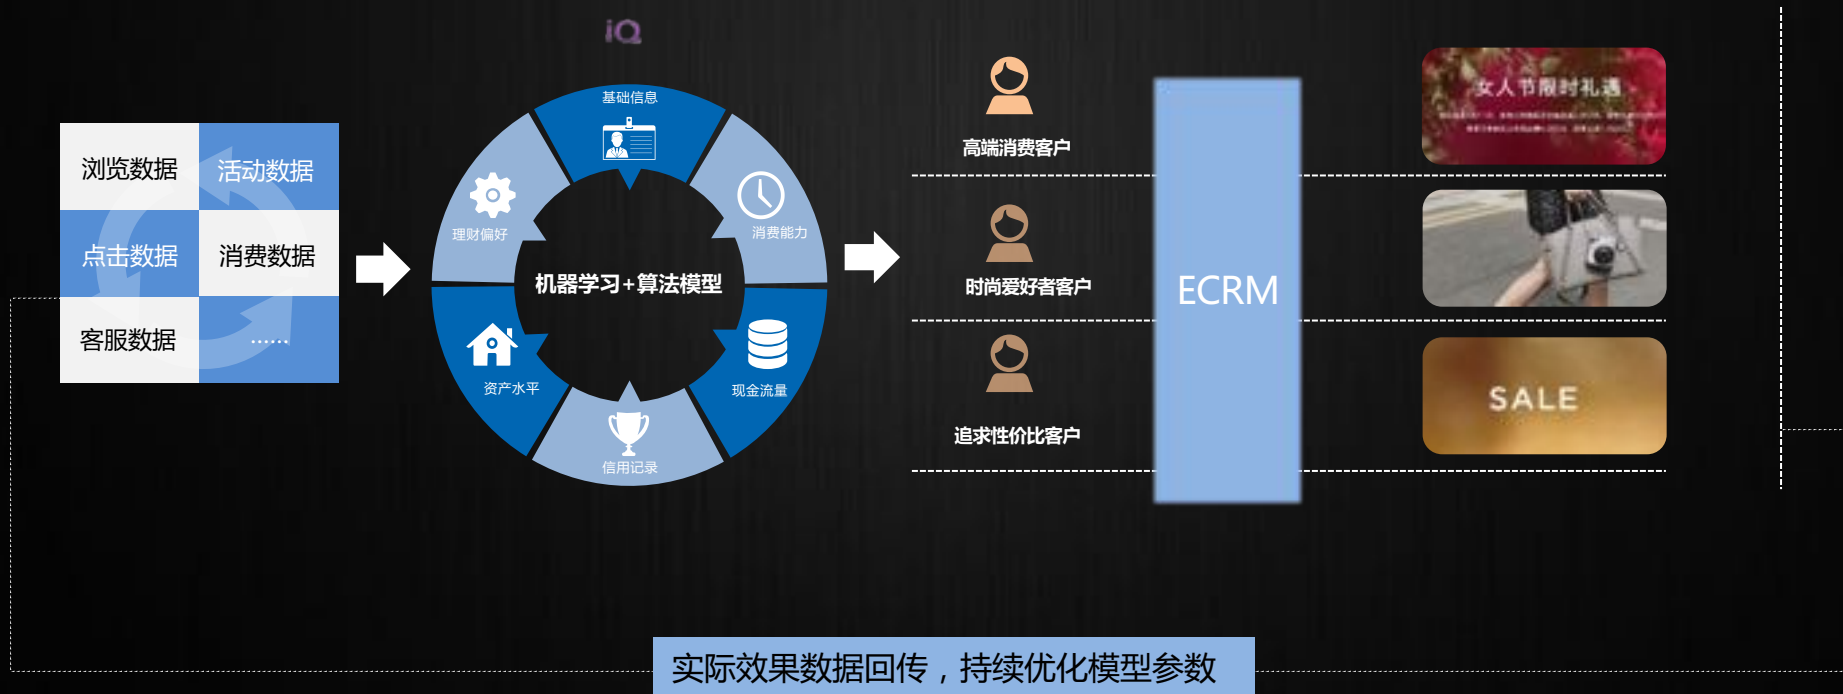 iQ
浏览数据
活动数据
点击数据
消费数据
客服数据
......
基础信息
理财偏好
消费能力
机器学习+算法模型
资产水平
现金流量
信用记录
高端消费客户
时尚爱好者客户
追求性价比客户
ECRM
女人节限时礼遇
SALE
实际效果数据回传，持续优化模型参数